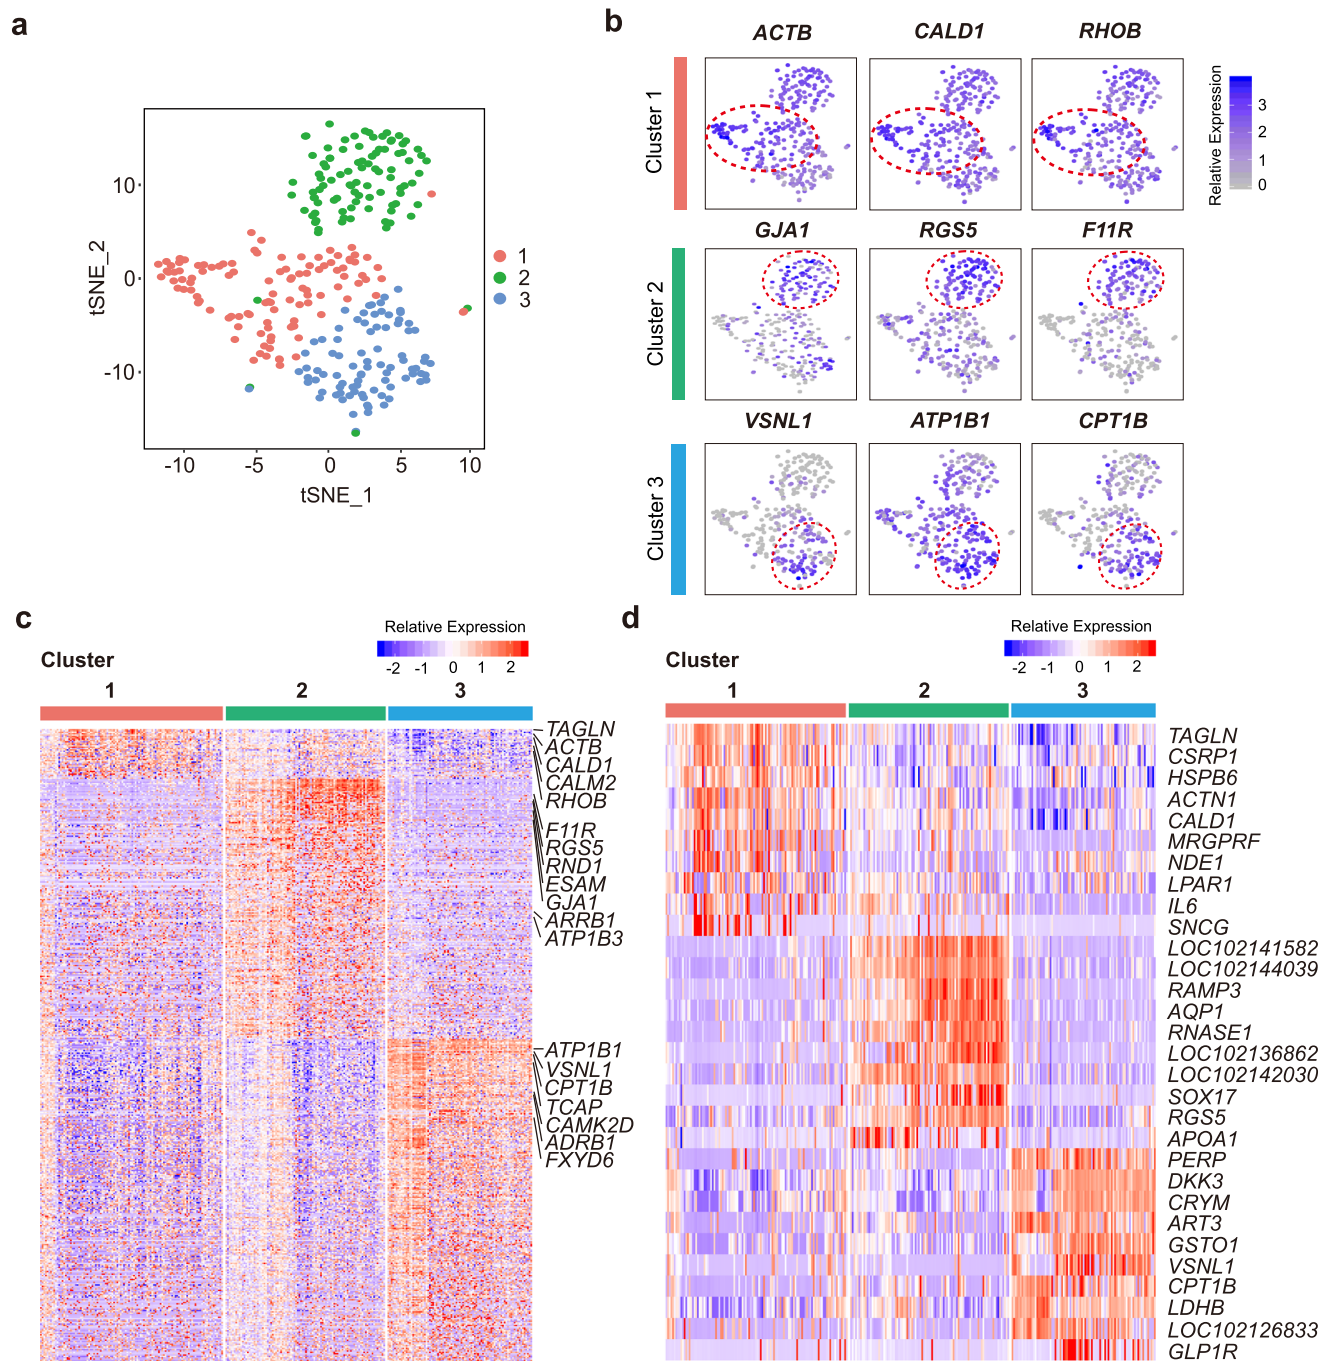 a
tSNE_2
10
0
-10
-10
-5
0
5
10
tSNE_1
1
2
3
b
ACTB
CALD1
RHOB
Cluster 1
Relative Expression
3
2
1
0
GJA1
RGS5
F11R
Cluster 2
VSNL1
ATP1B1
CPT1B
Cluster 3
c
Relative Expression
-2 -1 0 1 2
Cluster
1 2 3
TAGLN
ACTB
CALD1
CALM2
RHOB
F11R
RGS5
RND1
ESAM
GJA1
ARRB1
ATP1B3
ATP1B1
VSNL1
CPT1B
TCAP
CAMK2D
ADRB1
FXYD6
d
Relative Expression
-2 -1 0 1 2
Cluster
1 2 3
TAGLN
CSRP1
HSPB6
ACTN1
CALD1
MRGPRF
NDE1
LPAR1
IL6
SNCG
LOC102141582
LOC102144039
RAMP3
AQP1
RNASE1
LOC102136862
LOC102142030
SOX17
RGS5
APOA1
PERP
DKK3
CRYM
ART3
GSTO1
VSNL1
CPT1B
LDHB
LOC102126833
GLP1R